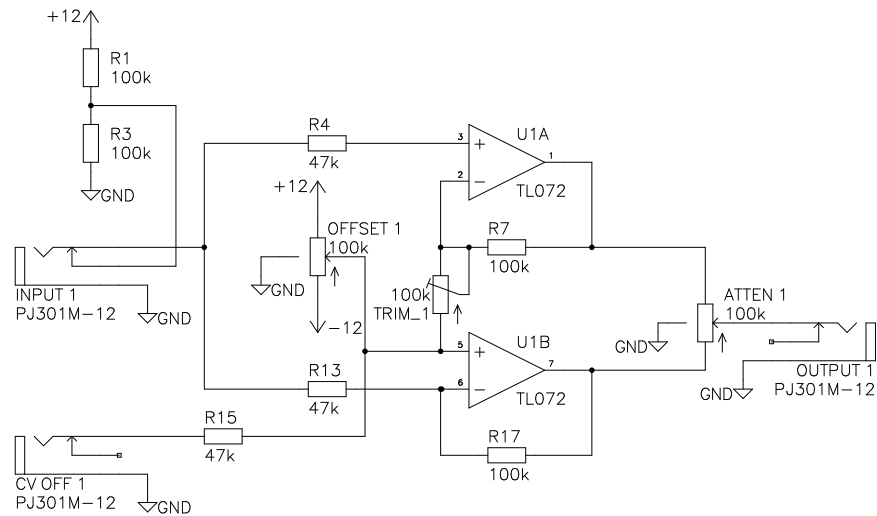 +12
R1
100k
R3
100k
GND
R4
47k
3
2
1
U1A
TL072
+12
OFFSET 1
100k
GND
-12
R7
100k
100k
TRIM_1
INPUT 1
PJ301M-12
GND
ATTEN 1
100k
GND
U1B
5
6
7
TL072
OUTPUT 1
PJ301M-12
GND
R13
47k
R15
47k
R17
100k
CV OFF 1
PJ301M-12
GND